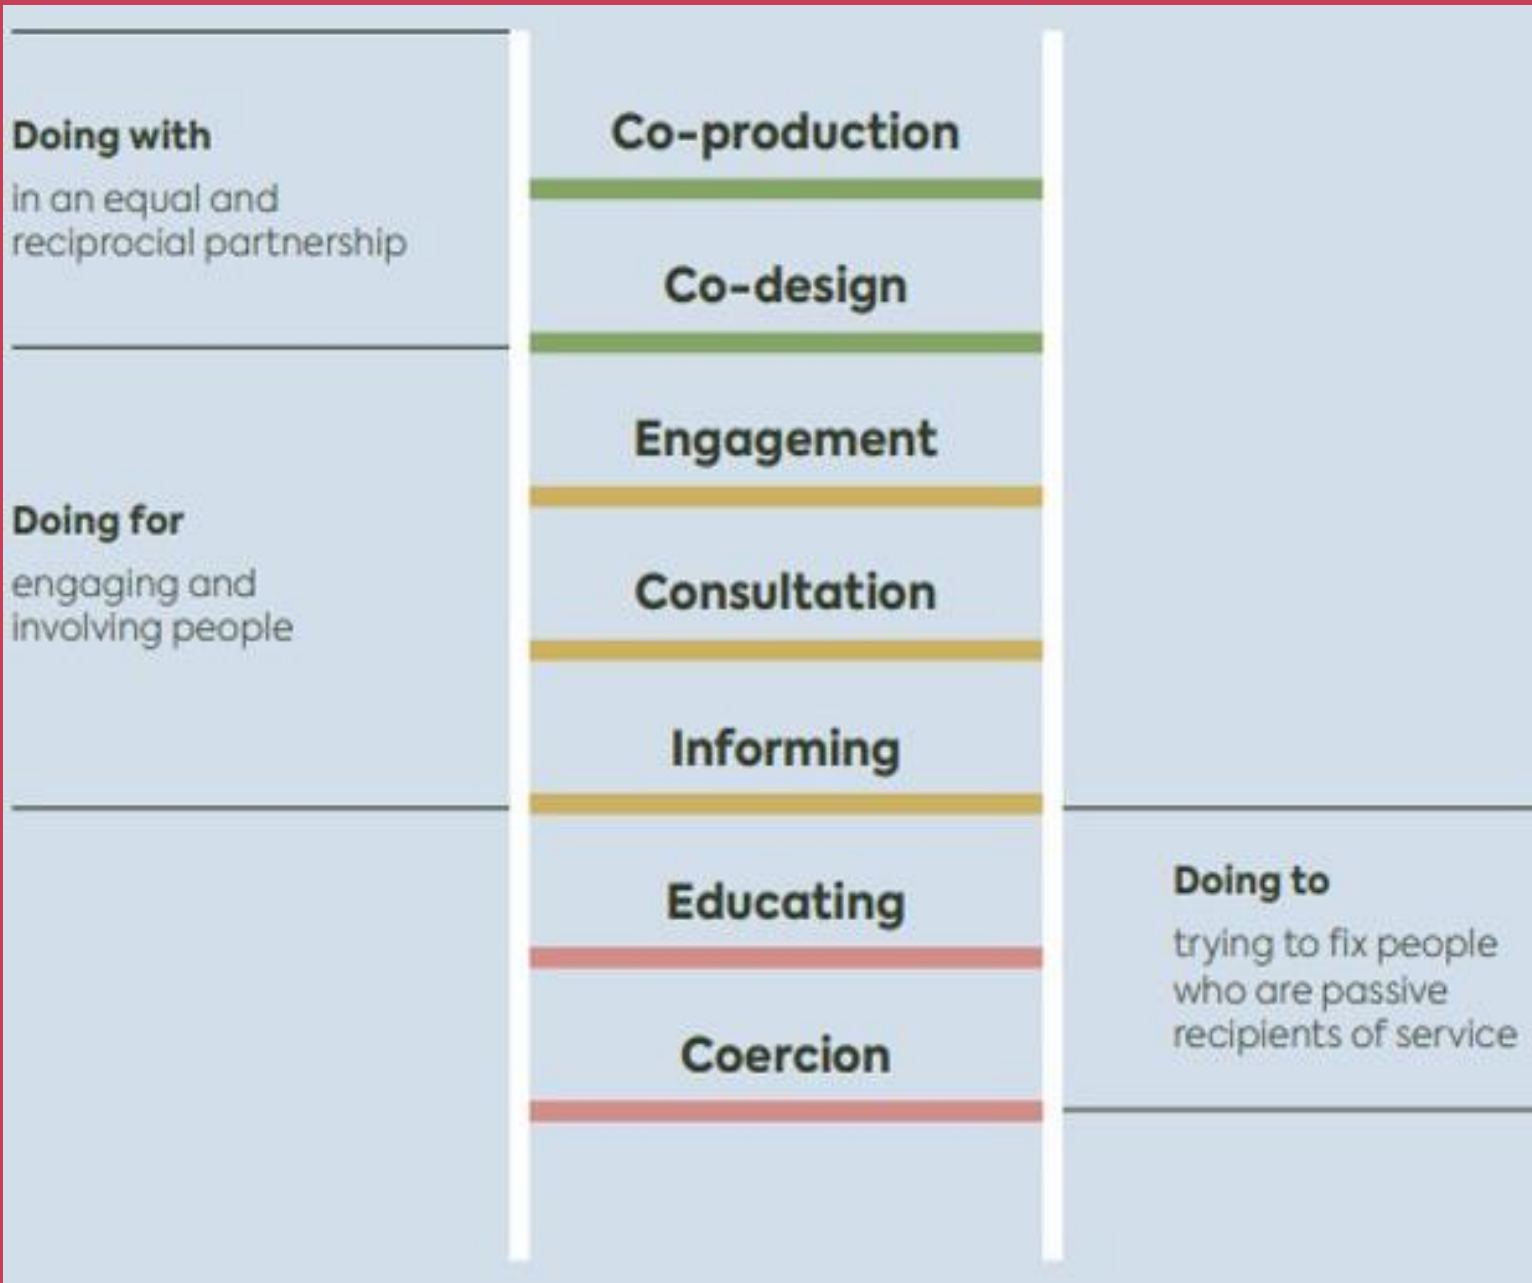 Doing with
in an equal and
reciprocial partnership
Co-production
Co-design
Doing for
engaging and
involving people
Engagement
Consultation
Informing
Doing to
trying to fix people
who are passive
recipients of service
Educating
Coercion